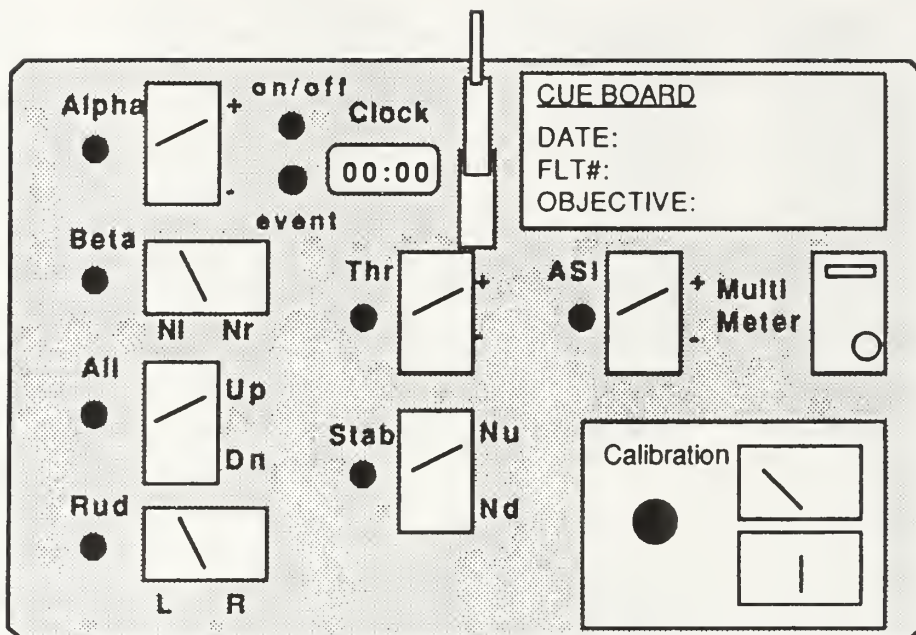 Alpha
+
-
on/off
event
Clock
00:00
CUE BOARD
DATE:
FLT#:
OBJECTIVE:
Beta
Nl Nr
Thr
+
-
ASI
+
-
Multi
Meter
Ail
Up
Dn
Stab
Nu
Nd
Rud
L R
Calibration